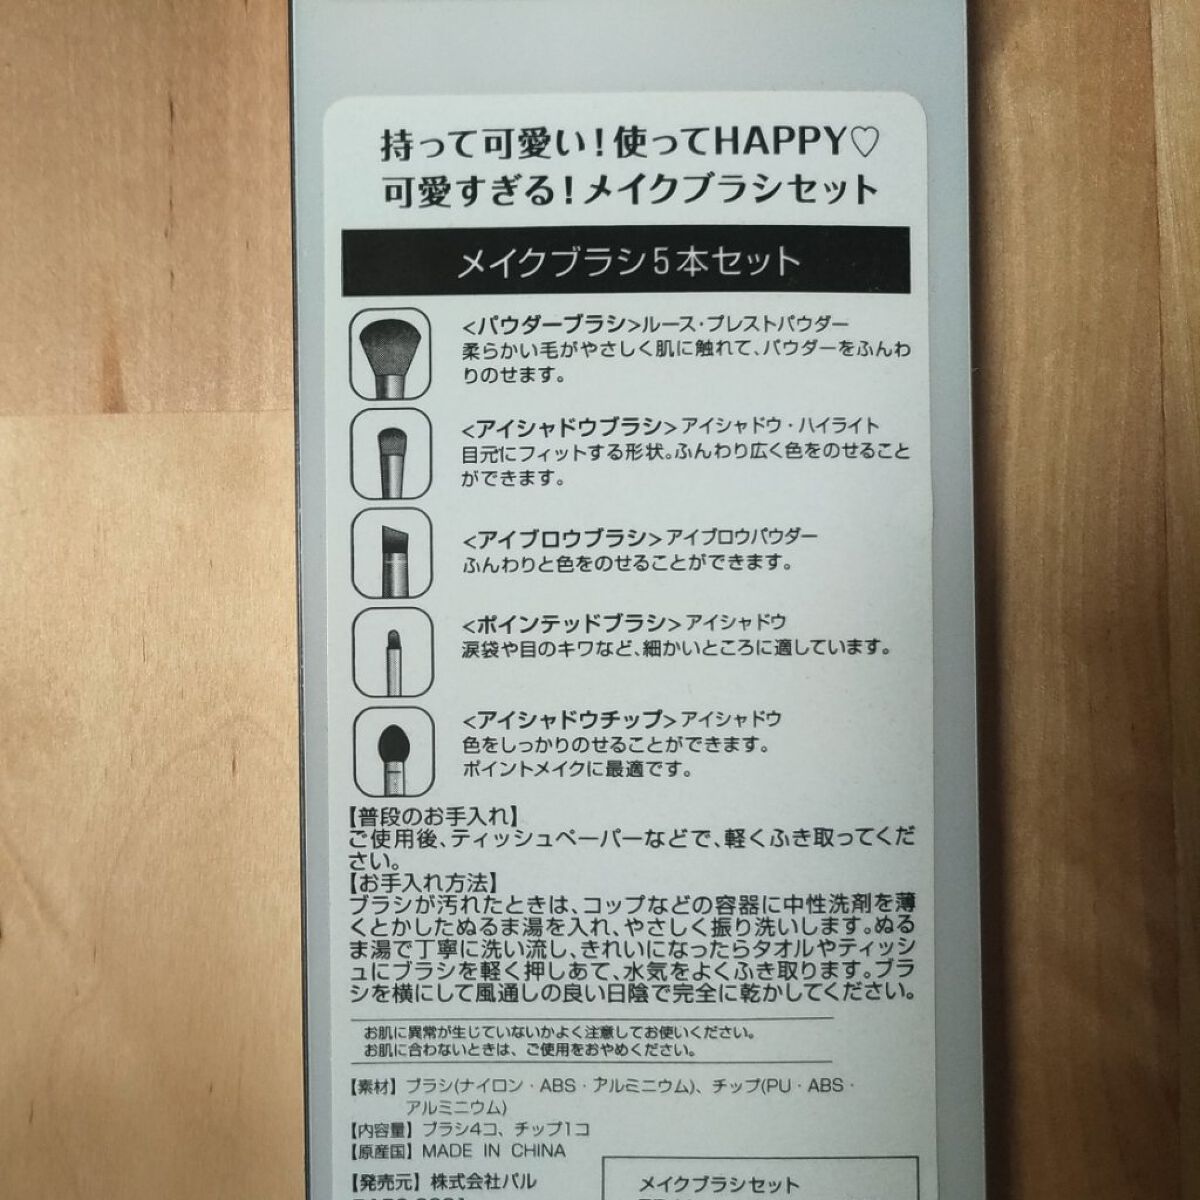 持って可愛い！使ってHAPPY♡
可愛すぎる！メイクブラシセット
メイクブラシ5本セット
<パウダーブラシ>ルース・プレストパウダー
柔らかい毛がやさしく肌に触れて、パウダーをふんわ
りのせます。
<アイシャドウブラシ>アイシャドウ・ハイライト
目元にフィットする形状。ふんわり広く色をのせること
ができます。
<アイブロウブラシ>アイブロウパウダー
ふんわりと色をのせることができます。
<ポインテッドブラシ>アイシャドウ
涙袋や目のキワなど、細かいところに適しています。
<アイシャドウチップ>アイシャドウ
色をしっかりのせることができます。
ポイントメイクに最適です。
【普段のお手入れ】
ご使用後、ティッシュペーパーなどで、軽くふき取ってくだ
さい。
【お手入れ方法】
ブラシが汚れたときは、コップなどの容器に中性洗剤を薄
くとかしたぬるま湯を入れ、やさしく振り洗いします。ぬる
ま湯で丁寧に洗い流し、きれいになったらタオルやティッシ
ュにブラシを軽く押しあて、水気をよくふき取ります。ブラ
シを横にして風通しの良い日陰で完全に乾かしてください。
お肌に異常が生じていないかよく注意してお使いください。
お肌に合わないときは、ご使用をおやめください。
【素材】ブラシ(ナイロン・ABS・アルミニウム)、チップ(PU・ABS・
アルミニウム)
【内容量】ブラシ4コ、チップ1コ
【原産国】MADE IN CHINA
【発売元】株式会社パル
メイクブラシセット